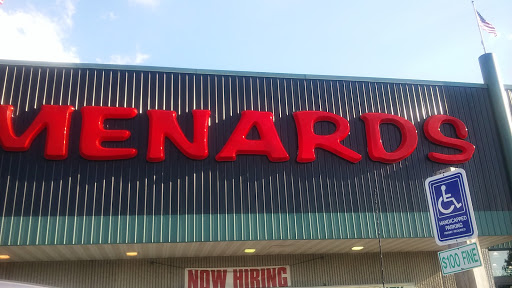 MENARDS
HANDICAPPED
PARKING
$100 FINE
NOW HIRING